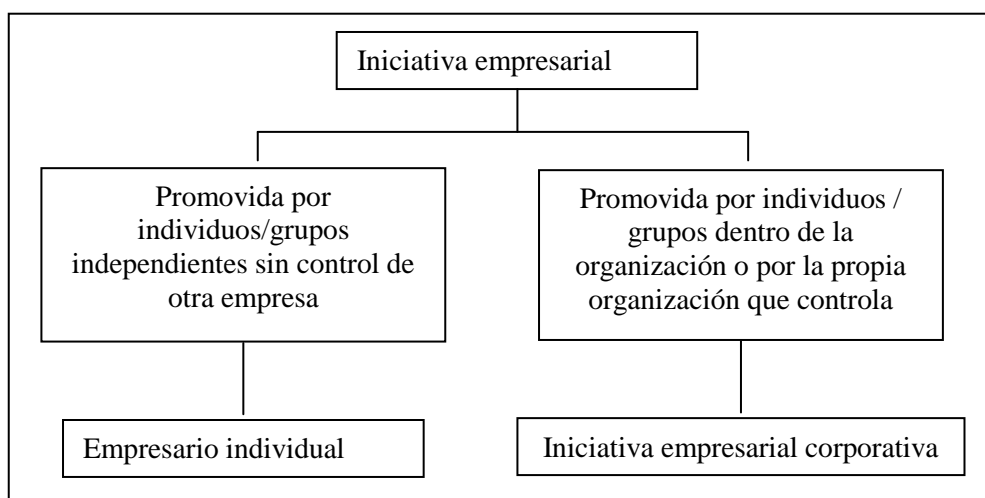 Iniciativa empresarial
Promovida por
individuos/grupos
independientes sin control de
otra empresa
Promovida por individuos /
grupos dentro de la
organización o por la propia
organización que controla
Empresario individual
Iniciativa empresarial corporativa